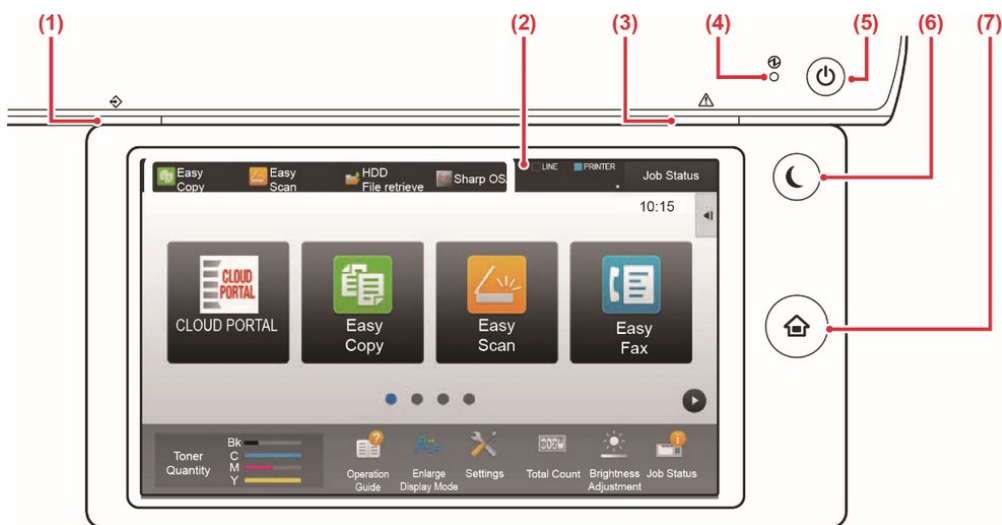 (1) (2) (3) (4) (5) (6) (7)
Easy
Copy
Easy
Scan
HDD
File retrieve
Sharp OS
LINE
PRINTER
Job Status
10:15
CLOUD
PORTAL
CLOUD PORTAL
Easy
Copy
Easy
Scan
Easy
Fax
Toner
Quantity
Bk
C
M
Y
Operation
Guide
Enlarge
Display Mode
Settings
Total Count
Brightness
Adjustment
Job Status